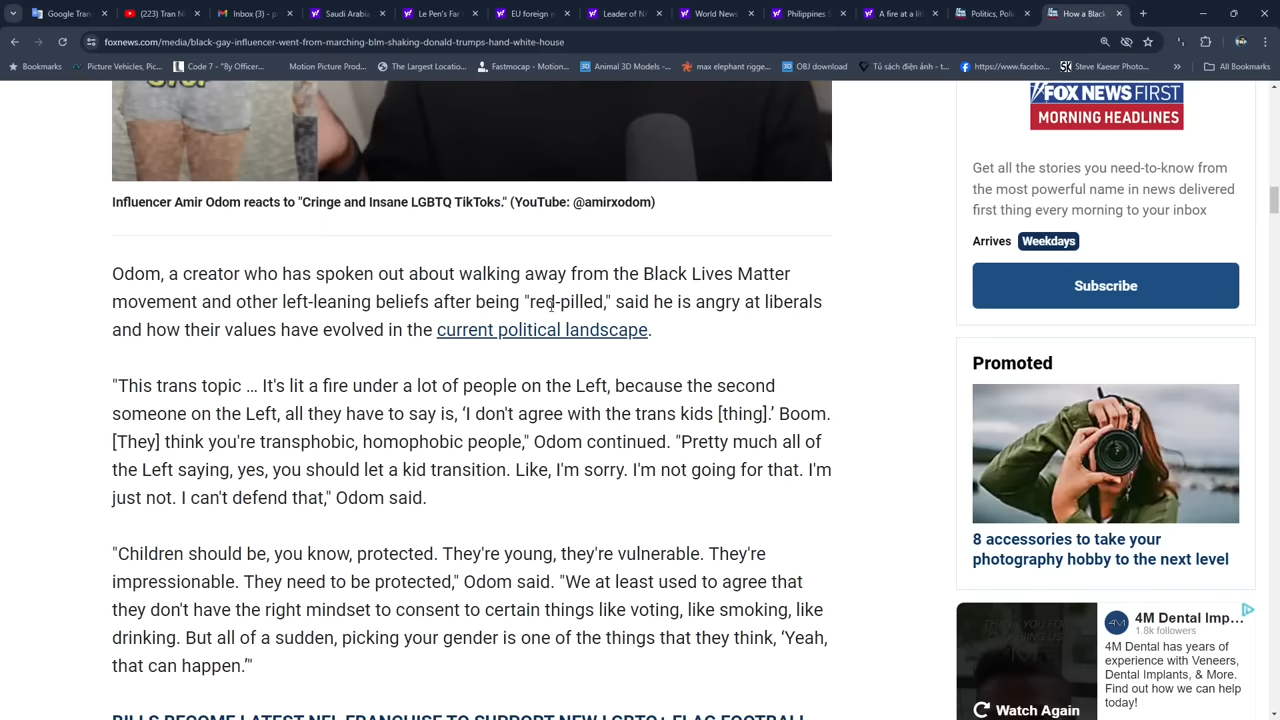 Google Trans
(223) Tran N
Inbox (3) - p
Saudi Arabia
Le Pen's Far
EU foreign n
Leader of NA
World News
Philippines
A fire at a li
Politics, Poli
How a Black
foxnews.com/media/black-gay-influencer-went-from-marching-blm-shaking-donald-trumps-hand-white-house
Bookmarks
Picture Vehicles, Pic...
Code 7 - "By Officer...
Motion Picture Prod...
The Largest Locatio...
Fastmocap - Motion...
Animal 3D Models -...
max elephant rigge...
OBJ download
Tủ sách điện ảnh - t...
https://www.facebo...
Steve Kaeser Photo...
All Bookmarks
Influencer Amir Odom reacts to "Cringe and Insane LGBTQ TikToks." (YouTube: @amirxodom)
Odom, a creator who has spoken out about walking away from the Black Lives Matter
movement and other left-leaning beliefs after being "red-pilled," said he is angry at liberals
and how their values have evolved in the current political landscape.
"This trans topic … It's lit a fire under a lot of people on the Left, because the second
someone on the Left, all they have to say is, ‘I don't agree with the trans kids [thing].’ Boom.
[They] think you're transphobic, homophobic people," Odom continued. "Pretty much all of
the Left saying, yes, you should let a kid transition. Like, I'm sorry. I'm not going for that. I'm
just not. I can't defend that," Odom said.
"Children should be, you know, protected. They're young, they're vulnerable. They're
impressionable. They need to be protected," Odom said. "We at least used to agree that
they don't have the right mindset to consent to certain things like voting, like smoking, like
drinking. But all of a sudden, picking your gender is one of the things that they think, ‘Yeah,
that can happen.’"
BILLS BECOME LATEST NFL FRANCHISE TO SUPPORT NEW LGBTQ+ FLAG FOOTBALL
FOX NEWS FIRST
MORNING HEADLINES
Get all the stories you need-to-know from
the most powerful name in news delivered
first thing every morning to your inbox
Arrives Weekdays
Subscribe
Promoted
8 accessories to take your
photography hobby to the next level
THANK YOU FOR
CHOOSING US
4M Dental Imp...
1.8k followers
4M Dental has years of
experience with Veneers,
Dental Implants, & More.
Find out how we can help
today!
Watch Again